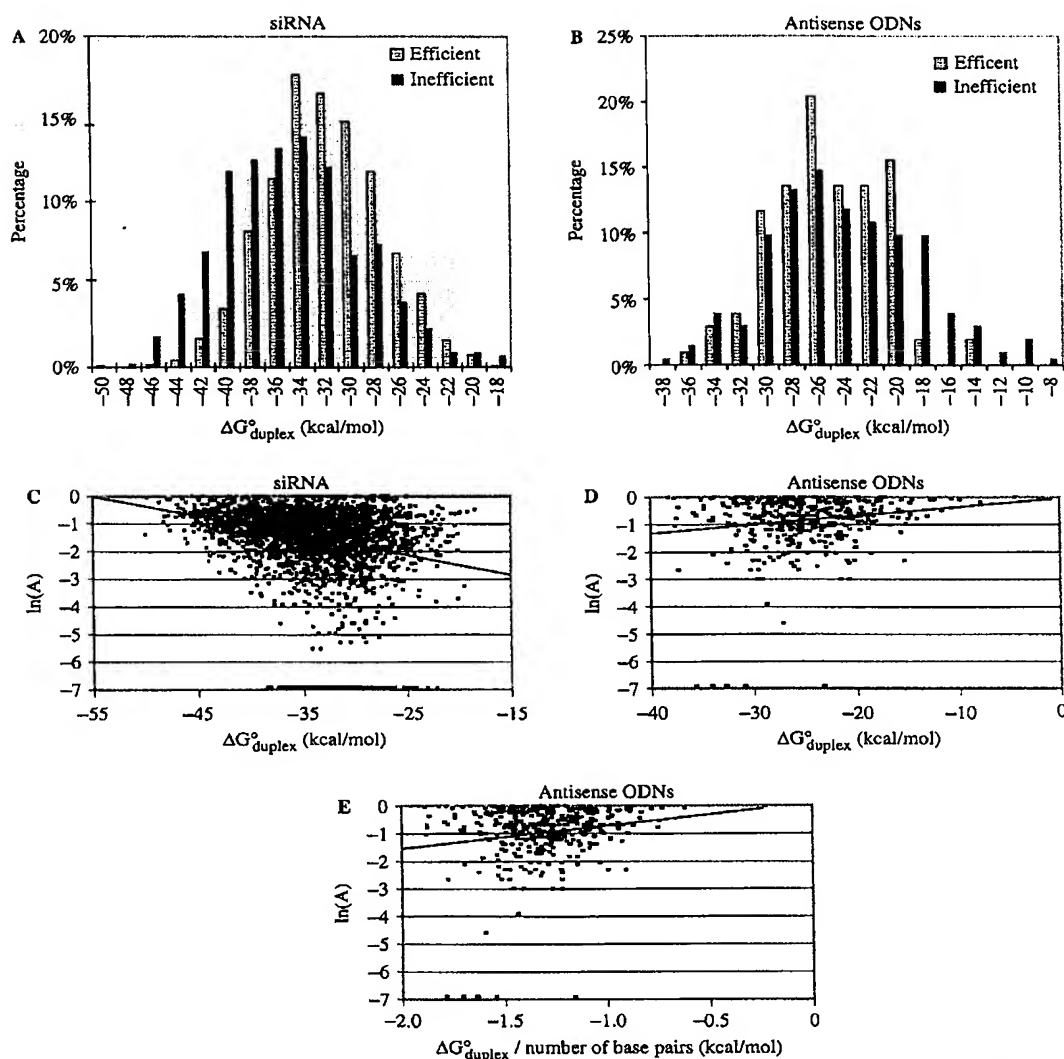 A
siRNA
20%
15%
10%
5%
0%
Percentage
Efficient
Inefficient
-50 -48 -46 -44 -42 -40 -38 -36 -34 -32 -30 -28 -26 -24 -22 -20 -18
ΔG°duplex (kcal/mol)
B
Antisense ODNs
25%
20%
15%
10%
5%
0%
Percentage
Efficent
Inefficient
-38 -36 -34 -32 -30 -28 -26 -24 -22 -20 -18 -16 -14 -12 -10 -8
ΔG°duplex (kcal/mol)
C
siRNA
0
-1
-2
-3
-4
-5
-6
-7
ln(A)
-55 -45 -35 -25 -15
ΔG°duplex (kcal/mol)
D
Antisense ODNs
0
-1
-2
-3
-4
-5
-6
-7
ln(A)
-40 -30 -20 -10 0
ΔG°duplex (kcal/mol)
E
Antisense ODNs
0
-1
-2
-3
-4
-5
-6
-7
ln(A)
-2.0 -1.5 -1.0 -0.5 0
ΔG°duplex / number of base pairs (kcal/mol)